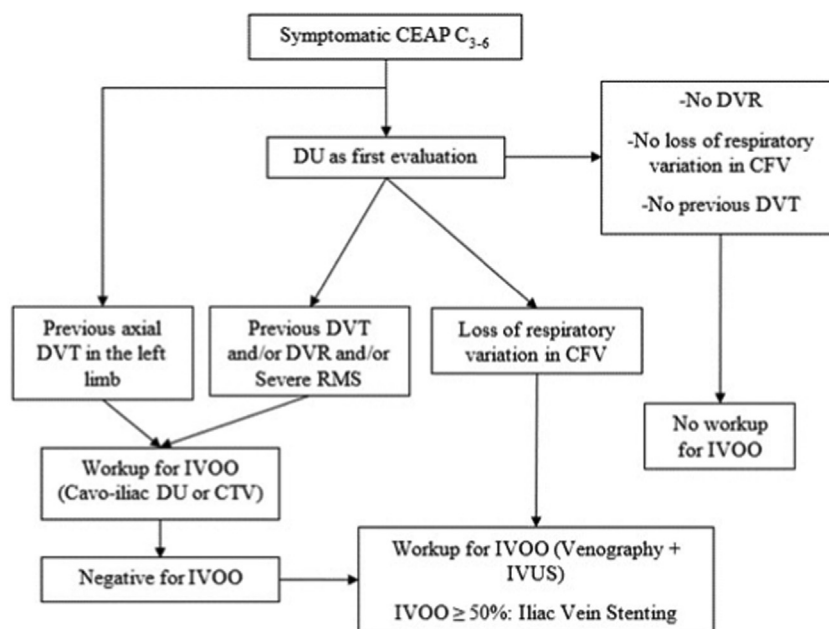 Symptomatic CEAP C3-6
DU as first evaluation
-No DVR
-No loss of respiratory
variation in CFV
-No previous DVT
Previous axial
DVT in the left
limb
Previous DVT
and/or DVR and/or
Severe RMS
Loss of respiratory
variation in CFV
No workup
for IVOO
Workup for IVOO
(Cavo-iliac DU or CTV)
Negative for IVOO
Workup for IVOO (Venography +
IVUS)
IVOO ≥ 50%: Iliac Vein Stenting